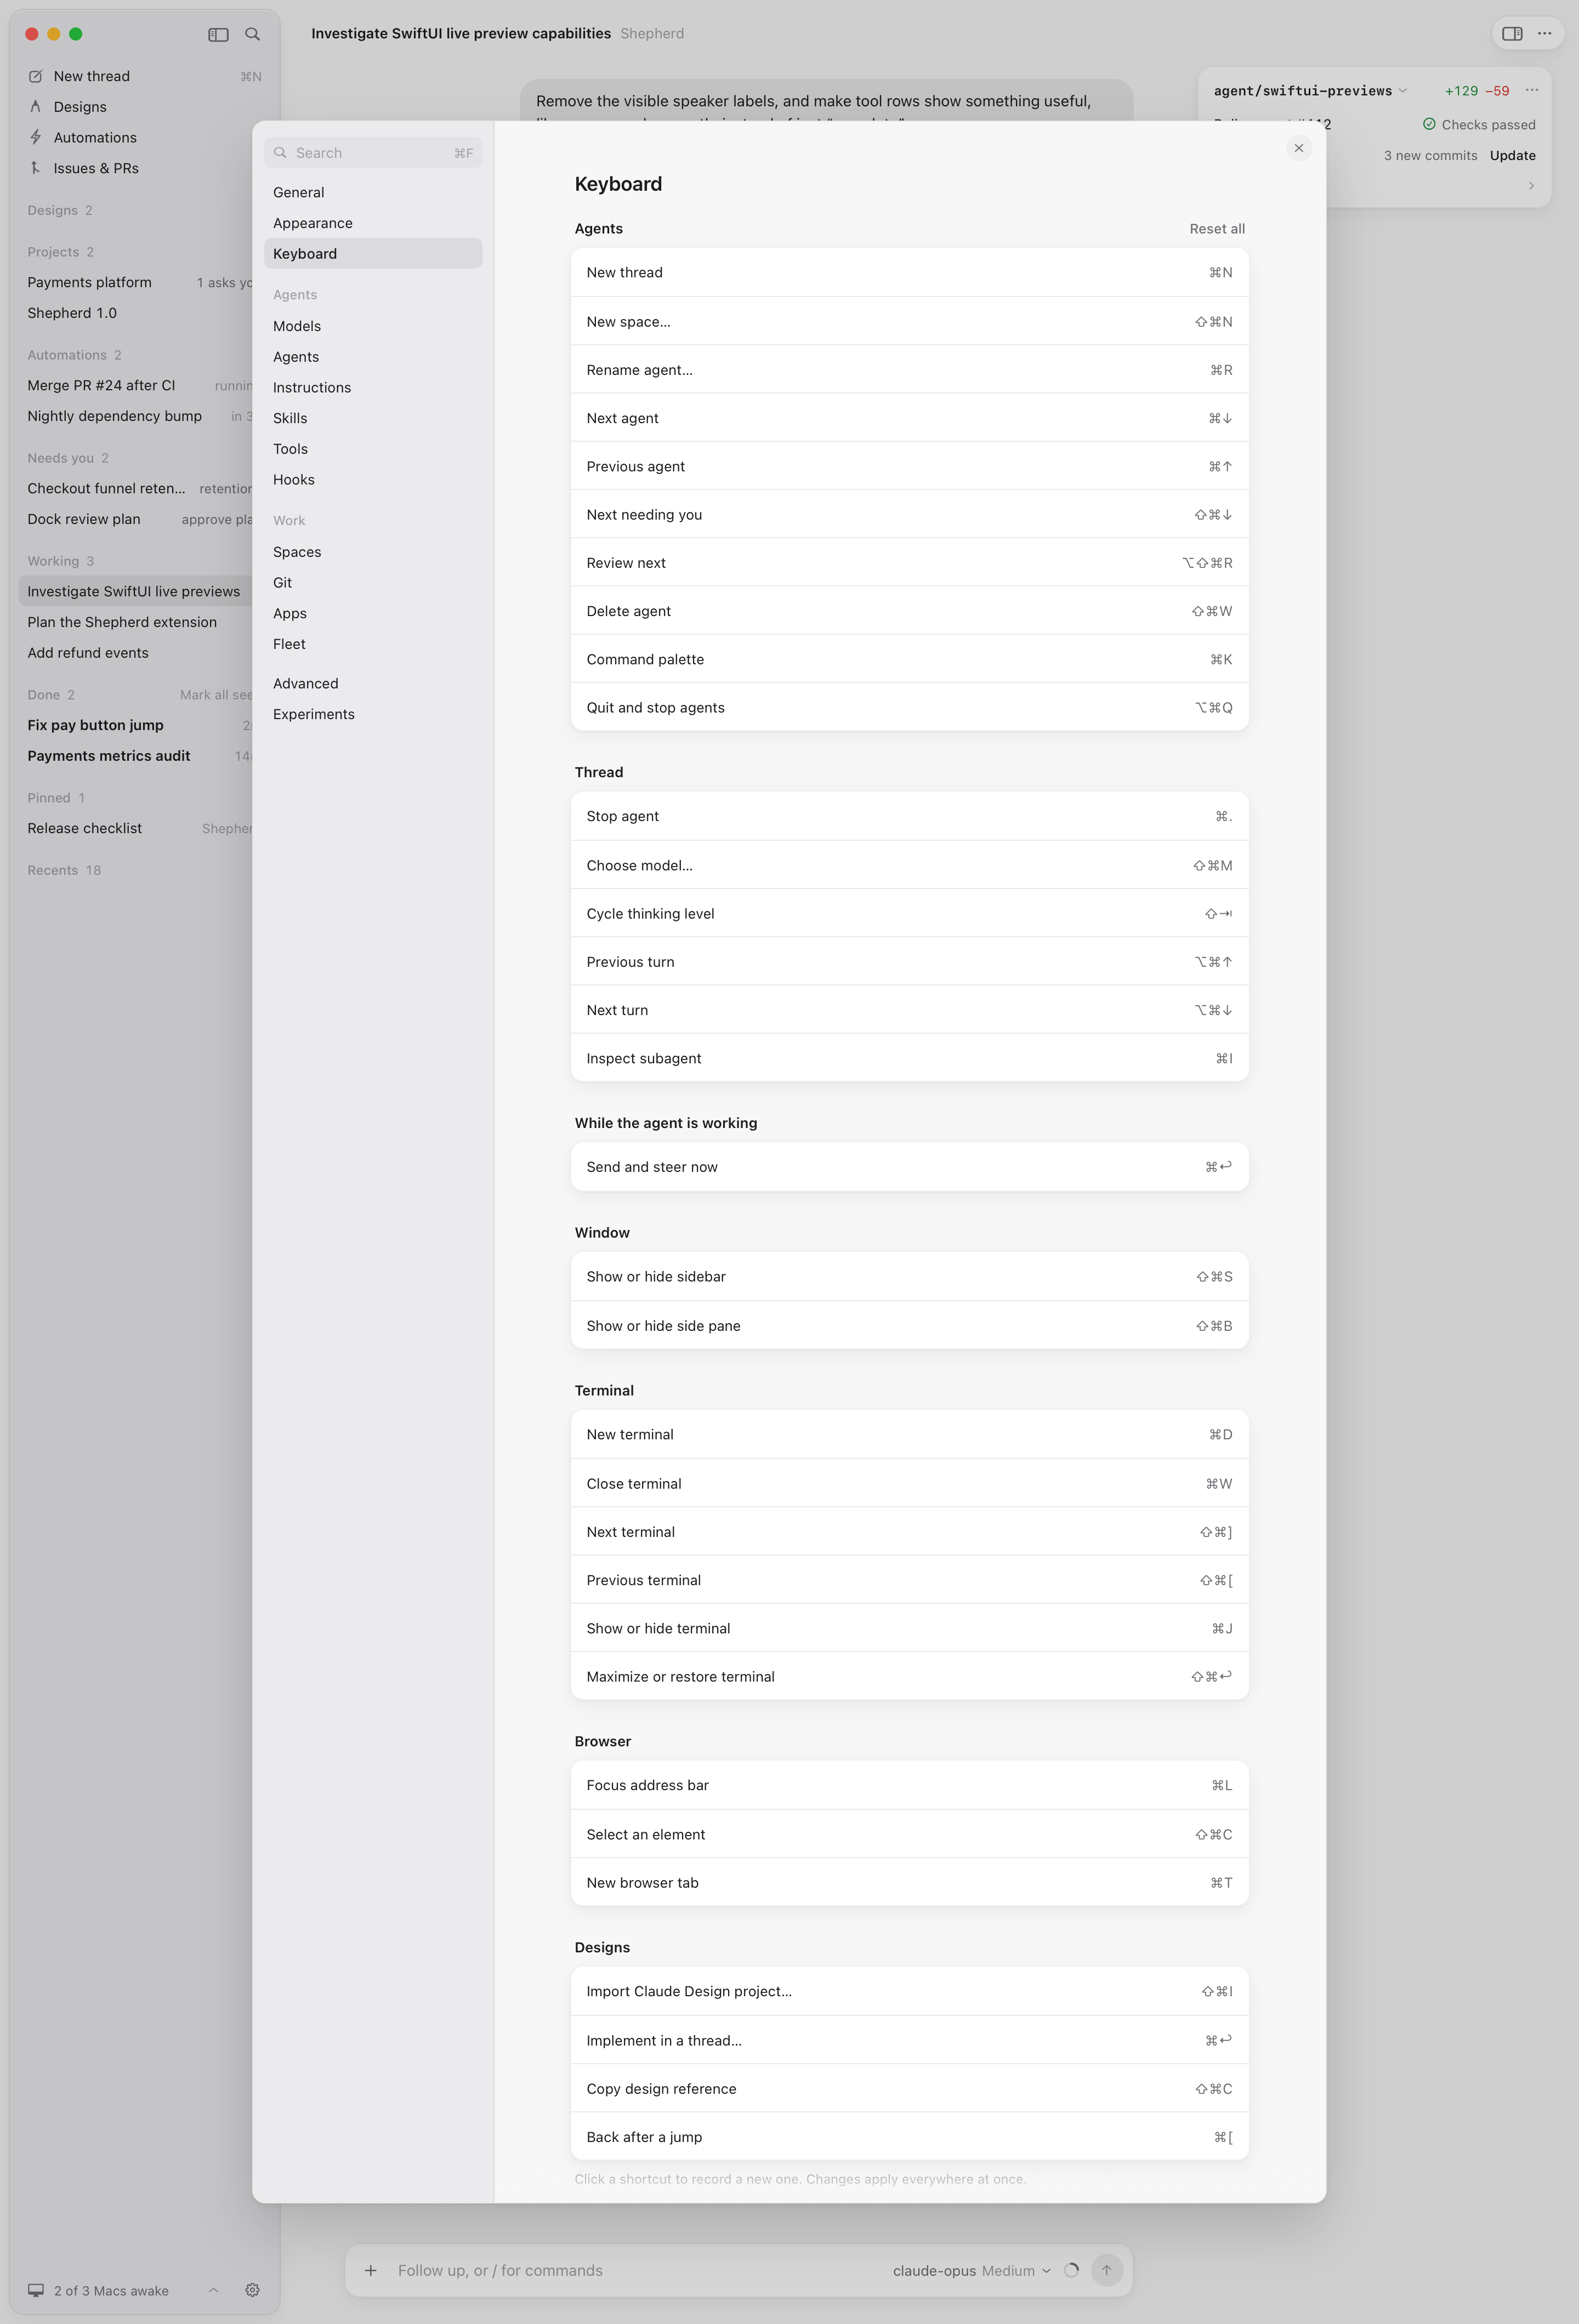 Investigate SwiftUI live preview capabilities Shepherd
New thread ⌘N
Designs
Automations
Issues & PRs
Designs 2
Projects 2
Payments platform 1 asks
Shepherd 1.0
Automations 2
Merge PR #24 after CI
Nightly dependency bump in
Needs you 2
Checkout funnel reten…
Dock review plan approve
Working 3
Investigate SwiftUI live previews
Plan the Shepherd extension
Add refund events
Done 2 Mark all
Fix pay button jump
Payments metrics audit
Pinned 1
Release checklist
Recents 18
2 of 3 Macs awake
Remove the visible speaker labels, and make tool rows show something useful,
agent/swiftui-previews +129 −59
Checks passed
3 new commits Update
Search ⌘F
General
Appearance
Keyboard
Agents
Models
Agents
Instructions
Skills
Tools
Hooks
Work
Spaces
Git
Apps
Fleet
Advanced
Experiments
Keyboard
Agents Reset all
New thread ⌘N
New space… ⇧⌘N
Rename agent… ⌘R
Next agent ⌘↓
Previous agent ⌘↑
Next needing you ⇧⌘↓
Review next ⌥⇧⌘R
Delete agent ⇧⌘W
Command palette ⌘K
Quit and stop agents ⌥⌘Q
Thread
Stop agent ⌘.
Choose model… ⇧⌘M
Cycle thinking level ⇧⇥
Previous turn ⌥⌘↑
Next turn ⌥⌘↓
Inspect subagent ⌘I
While the agent is working
Send and steer now ⌘↩
Window
Show or hide sidebar ⇧⌘S
Show or hide side pane ⇧⌘B
Terminal
New terminal ⌘D
Close terminal ⌘W
Next terminal ⇧⌘]
Previous terminal ⇧⌘[
Show or hide terminal ⌘J
Maximize or restore terminal ⇧⌘↩
Browser
Focus address bar ⌘L
Select an element ⇧⌘C
New browser tab ⌘T
Designs
Import Claude Design project… ⇧⌘I
Implement in a thread… ⌘↩
Copy design reference ⇧⌘C
Back after a jump ⌘[
Click a shortcut to record a new one. Changes apply everywhere at once.
Follow up, or / for commands claude-opus Medium